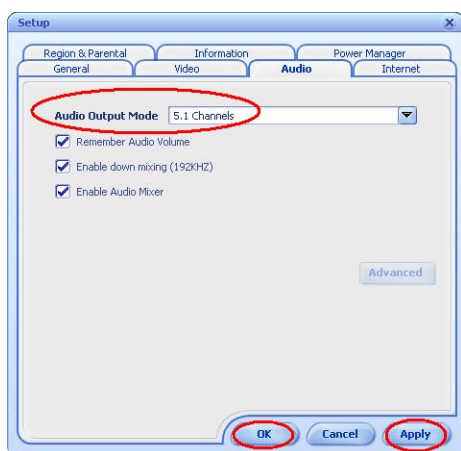 Setup
Region & Parental Information Power Manager
General Video Audio Internet
Audio Output Mode 5.1 Channels
Remember Audio Volume
Enable down mixing (192KHZ)
Enable Audio Mixer
Advanced
OK Cancel Apply